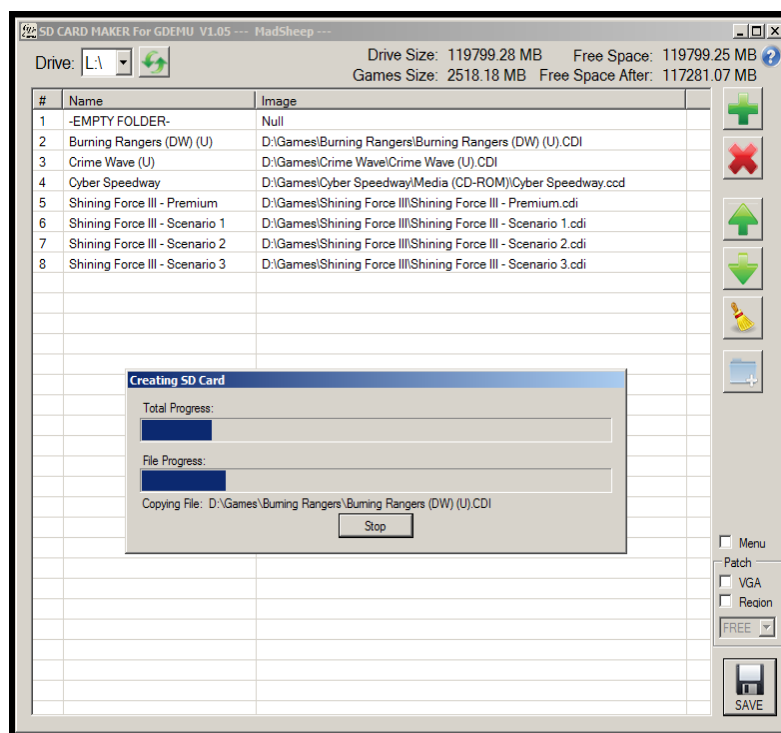 SD CARD MAKER For GDEMU V1.05 --- MadSheep ---
Drive: L:\ Drive Size: 119799.28 MB Free Space: 119799.25 MB
Games Size: 2518.18 MB Free Space After: 117281.07 MB
# Name Image
1 -EMPTY FOLDER- Null
2 Burning Rangers (DW) (U) D:\Games\Burning Rangers\Burning Rangers (DW) (U).CDI
3 Crime Wave (U) D:\Games\Crime Wave\Crime Wave (U).CDI
4 Cyber Speedway D:\Games\Cyber Speedway\Media (CD-ROM)\Cyber Speedway.ccd
5 Shining Force III - Premium D:\Games\Shining Force III\Shining Force III - Premium.cdi
6 Shining Force III - Scenario 1 D:\Games\Shining Force III\Shining Force III - Scenario 1.cdi
7 Shining Force III - Scenario 2 D:\Games\Shining Force III\Shining Force III - Scenario 2.cdi
8 Shining Force III - Scenario 3 D:\Games\Shining Force III\Shining Force III - Scenario 3.cdi
Creating SD Card
Total Progress:
File Progress:
Copying File: D:\Games\Burning Rangers\Burning Rangers (DW) (U).CDI
Stop
Menu
Patch
VGA
Region
FREE
SAVE